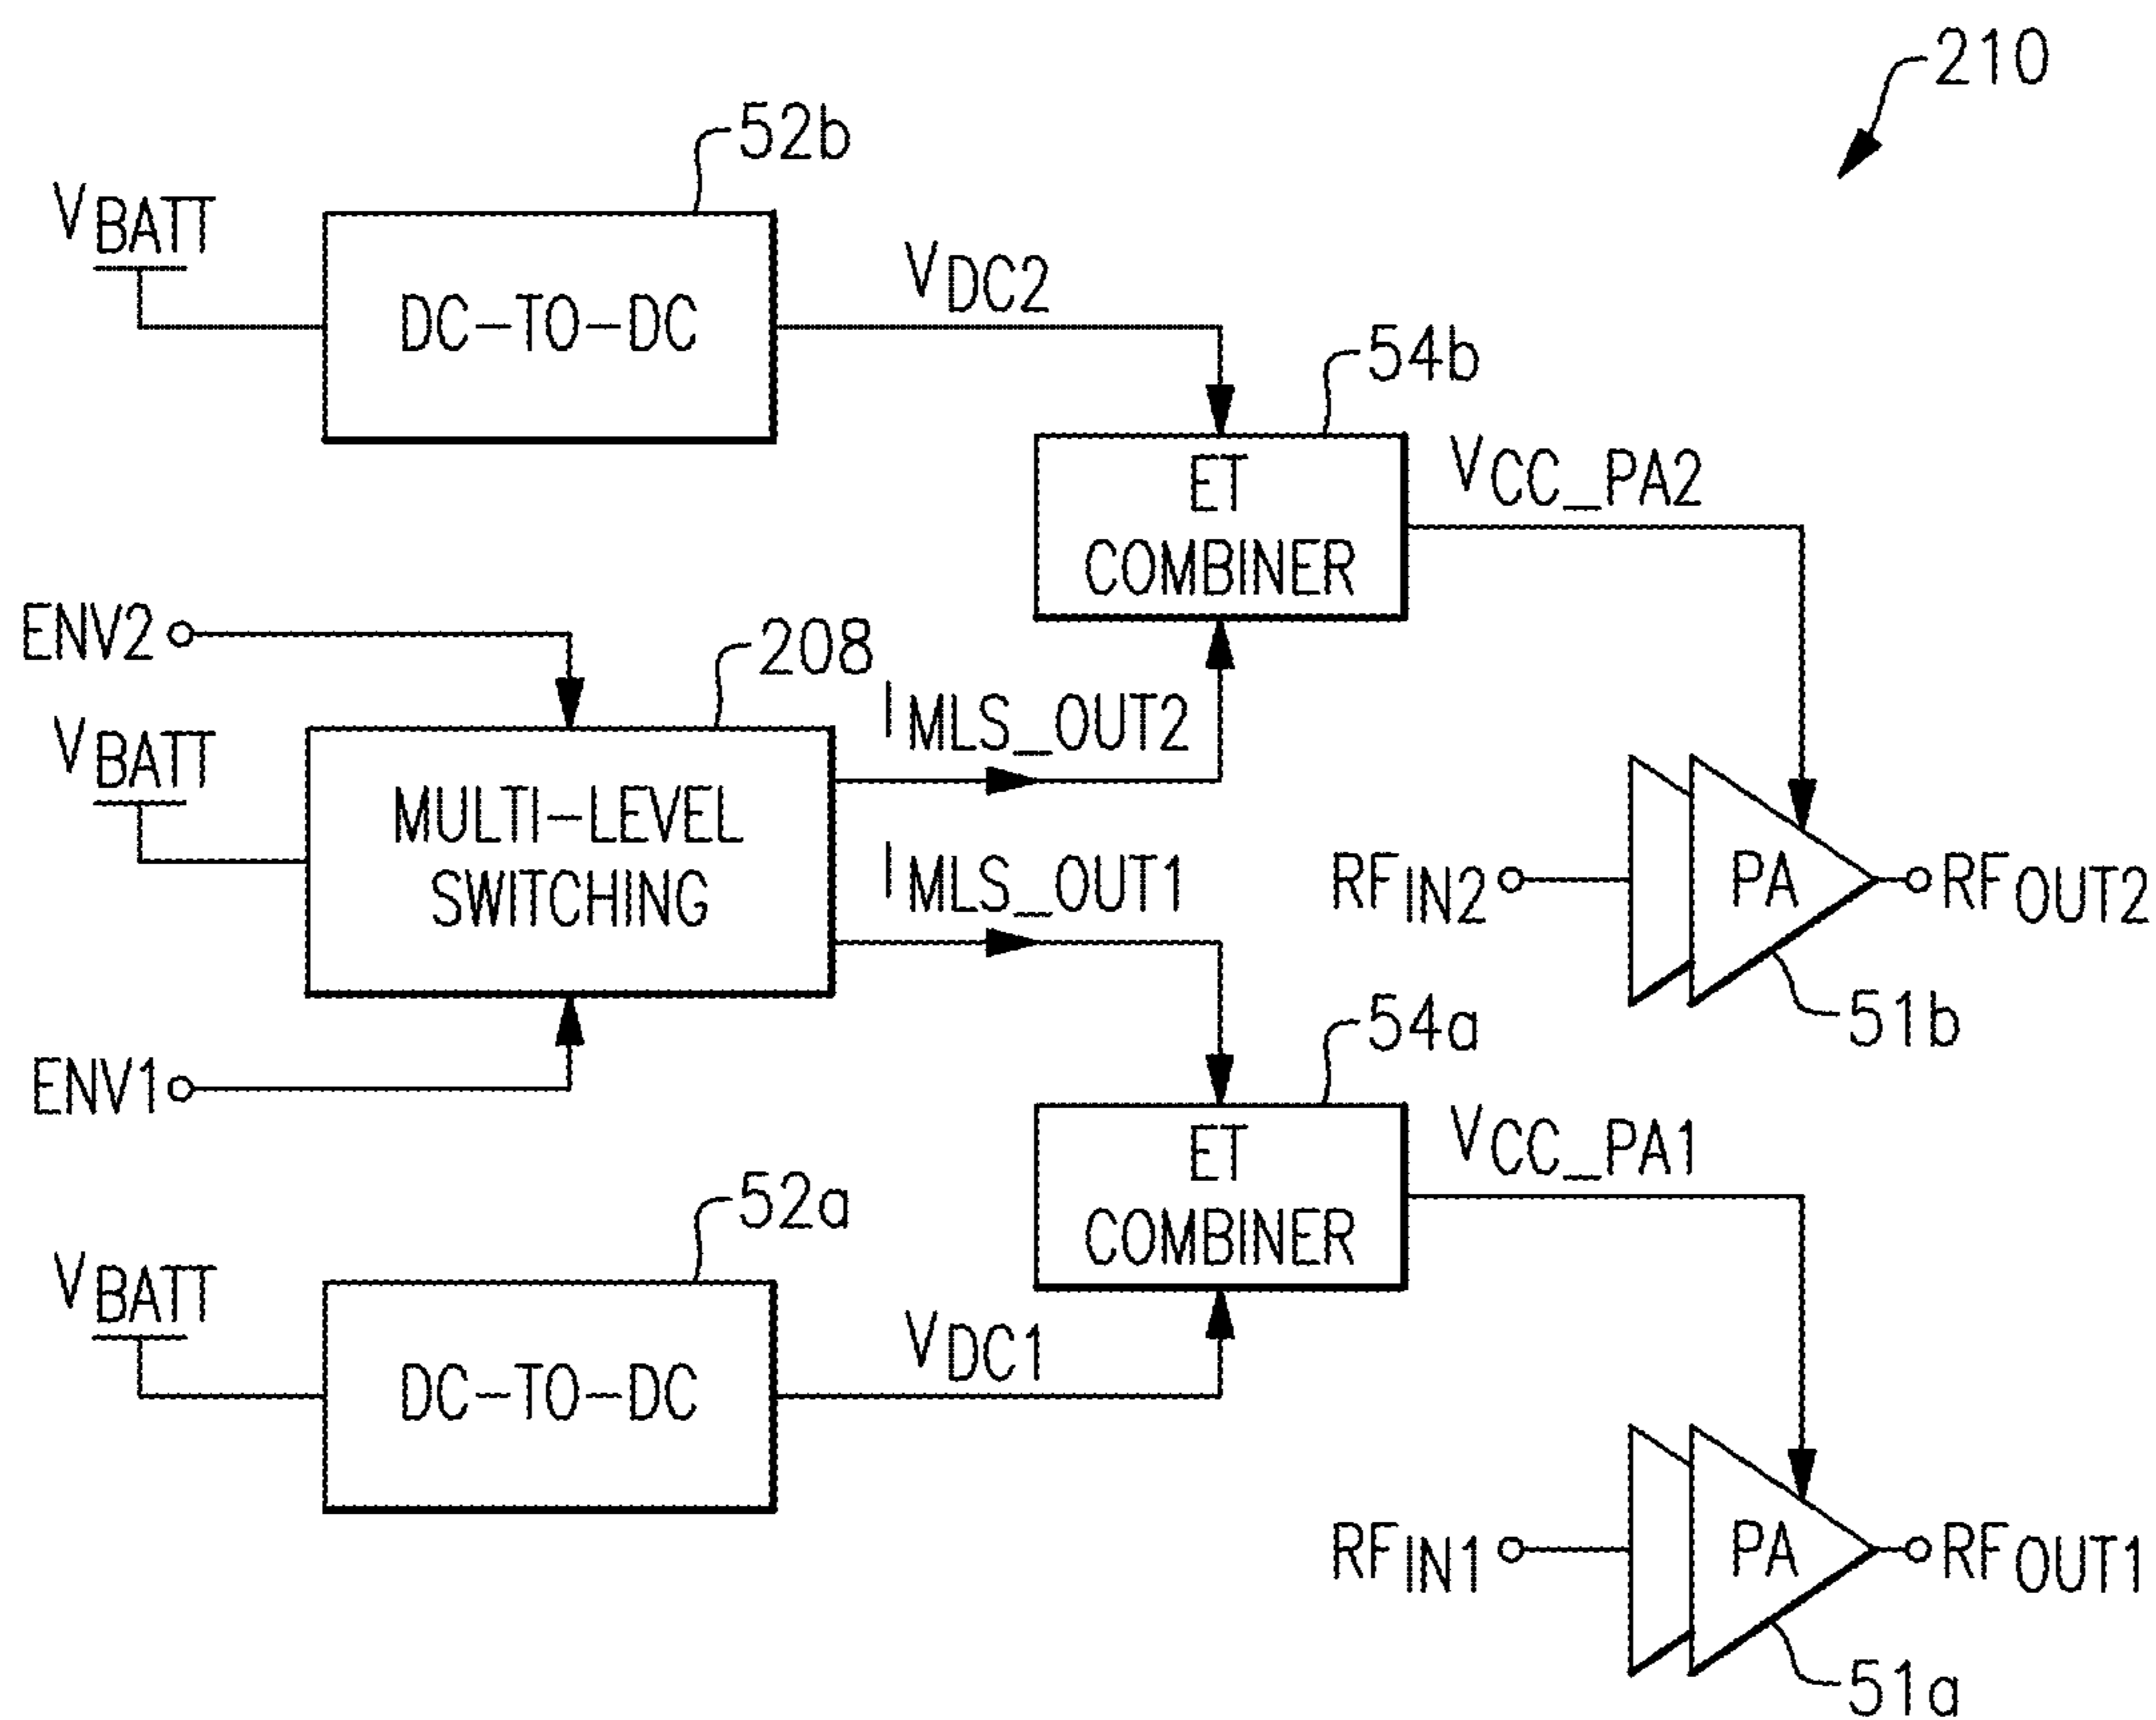 210
52b
VBATT
DC-TO-DC
VDC2
54b
ET
COMBINER
VCC_PA2
ENV2
208
VBATT
IMLS_OUT2
MULTI-LEVEL
SWITCHING
IMLS_OUT1
RFIN2
PA
RFOUT2
51b
ENV1
54a
ET
COMBINER
VCC_PA1
52a
VBATT
DC-TO-DC
VDC1
RFIN1
PA
RFOUT1
51a